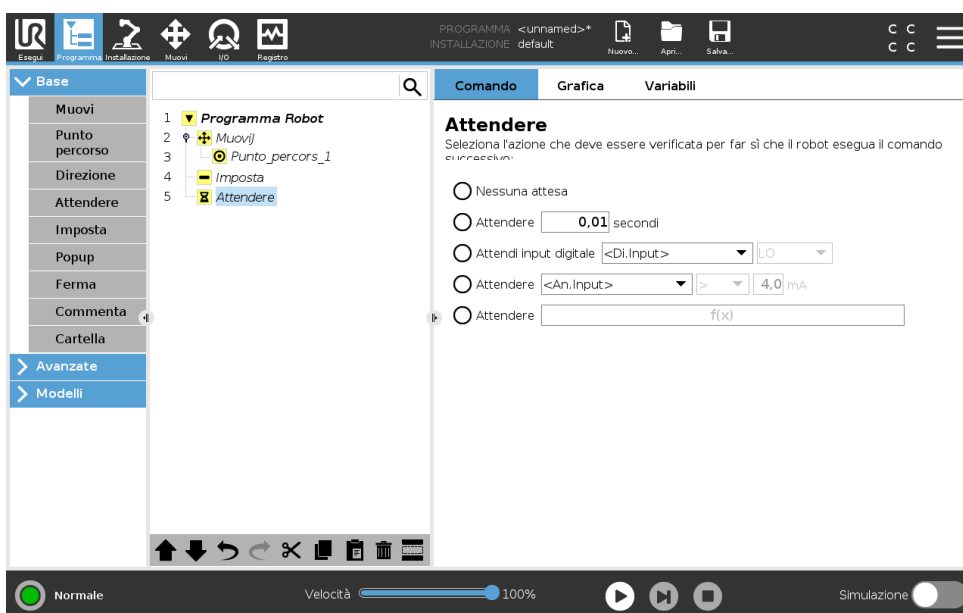 UR
Esegui
Programma
Installazione
Muovi
I/O
Registro
PROGRAMMA <unnamed>*
INSTALLAZIONE default
Nuovo...
Apri...
Salva...
C C
C C
Base
Muovi
Punto
percorso
Direzione
Attendere
Imposta
Popup
Ferma
Commenta
Cartella
Avanzate
Modelli
1 Programma Robot
2 MuoviJ
3 Punto_percors_1
4 Imposta
5 Attendere
Comando Grafica Variabili
Attendere
Seleziona l'azione che deve essere verificata per far sì che il robot esegua il comando
successivo:
Nessuna attesa
Attendere 0,01 secondi
Attendi input digitale <Di.Input> LO
Attendere <An.Input> > 4,0 mA
Attendere f(x)
Normale
Velocità 100%
Simulazione